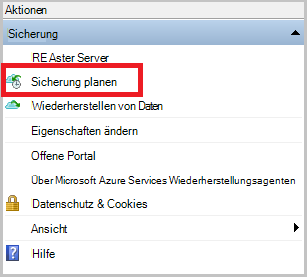 Aktionen
Sicherung
RE Aster Server
Sicherung planen
Wiederherstellen von Daten
Eigenschaften ändern
Offene Portal
Über Microsoft Azure Services Wiederherstellungsagenten
Datenschutz & Cookies
Ansicht
Hilfe